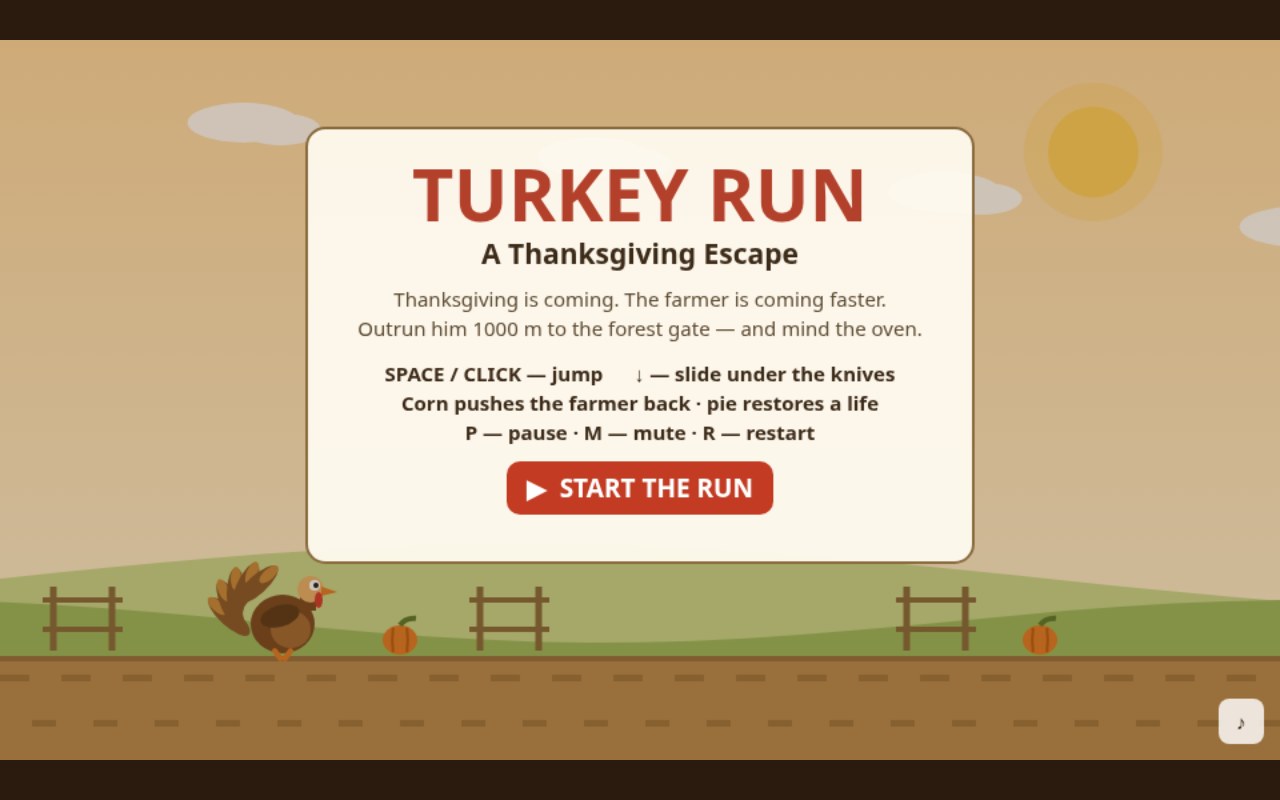 TURKEY RUN
A Thanksgiving Escape
Thanksgiving is coming. The farmer is coming faster.
Outrun him 1000 m to the forest gate — and mind the oven.
SPACE / CLICK — jump ↓ — slide under the knives
Corn pushes the farmer back · pie restores a life
P — pause · M — mute · R — restart
▶ START THE RUN
♪